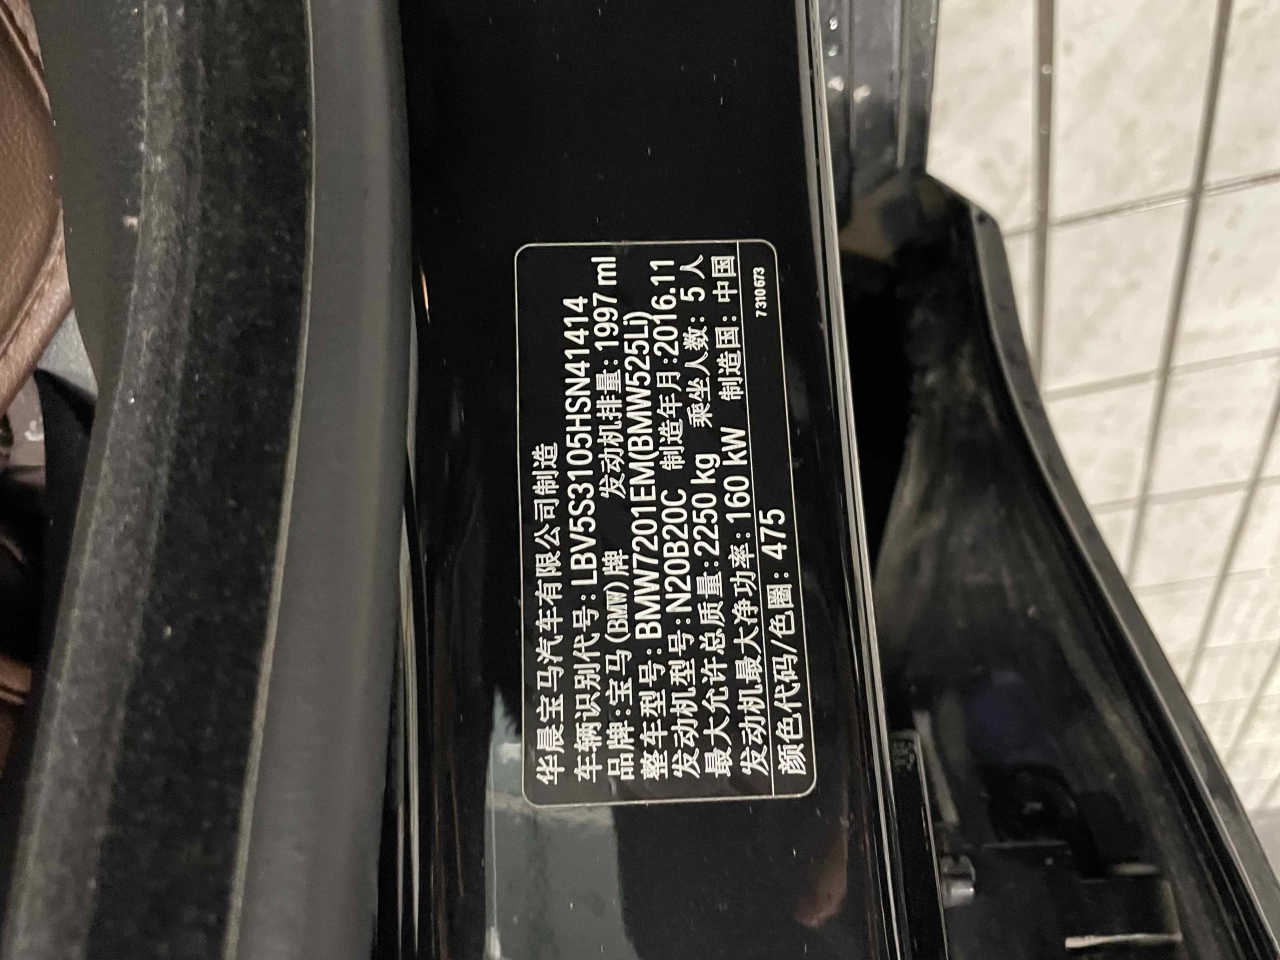 华晨宝马汽车有限公司制造
车辆识别代号:LBV5S3105HSN41414
品牌:宝马(BMW)牌 发动机排量:1997 ml
整车型号:BMW7201EM(BMW525Li)
发动机型号:N20B20C 制造年月:2016.11
最大允许总质量:2250 kg 乘坐人数: 5 人
发动机最大净功率:160 kW 制造国: 中国
颜色代码/色圈: 475
7310673